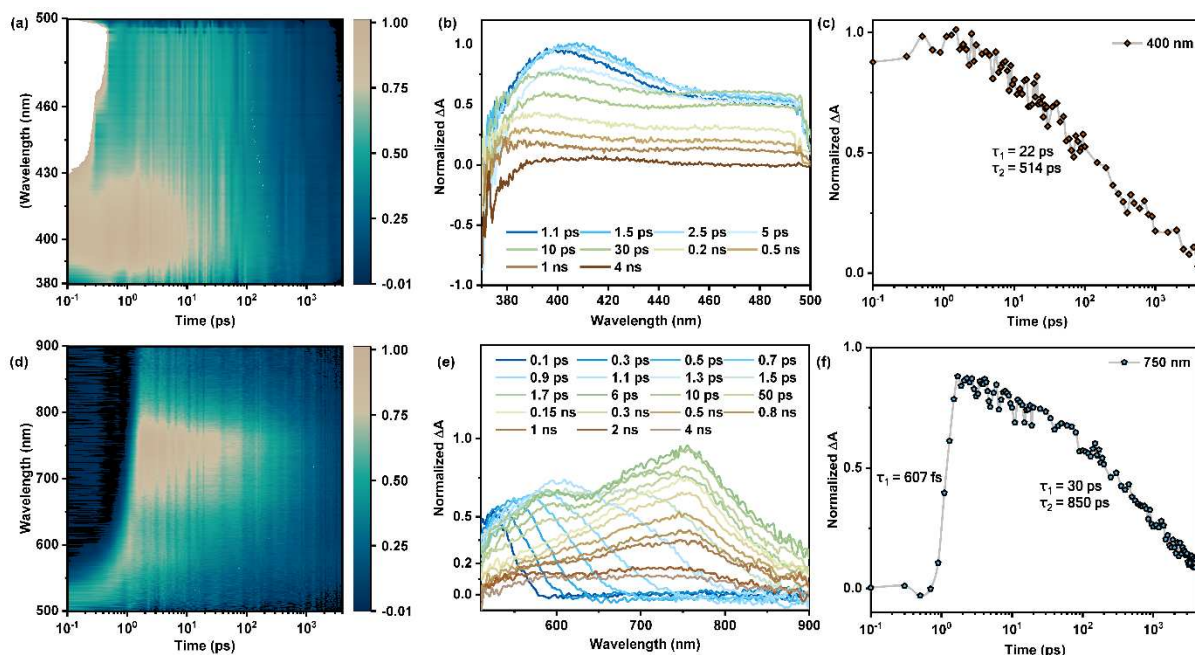 (a)
500
460
430
400
380
(Wavelength (nm)
10-1 100 101 102 103
Time (ps)
1.00
0.75
0.50
0.25
-0.01
(b)
1.0
0.5
0.0
-0.5
-1.0
Normalized ΔA
1.1 ps 1.5 ps 2.5 ps 5 ps
10 ps 30 ps 0.2 ns 0.5 ns
1 ns 4 ns
380 400 420 440 460 480 500
Wavelength (nm)
(c)
400 nm
1.0
0.5
0.0
Normalized ΔA
τ1 = 22 ps
τ2 = 514 ps
10-1 100 101 102 103
Time (ps)
(d)
900
800
700
600
500
Wavelength (nm)
10-1 100 101 102 103
Time (ps)
1.00
0.75
0.50
0.25
-0.01
(e)
0.1 ps 0.3 ps 0.5 ps 0.7 ps
0.9 ps 1.1 ps 1.3 ps 1.5 ps
1.7 ps 6 ps 10 ps 50 ps
0.15 ns 0.3 ns 0.5 ns 0.8 ns
1 ns 2 ns 4 ns
1.0
0.5
0.2
0.0
Normalized ΔA
600 700 800 900
Wavelength (nm)
(f)
750 nm
1.0
0.5
0.0
Normalized ΔA
τ1 = 607 fs
τ1 = 30 ps
τ2 = 850 ps
10-1 100 101 102 103
Time (ps)